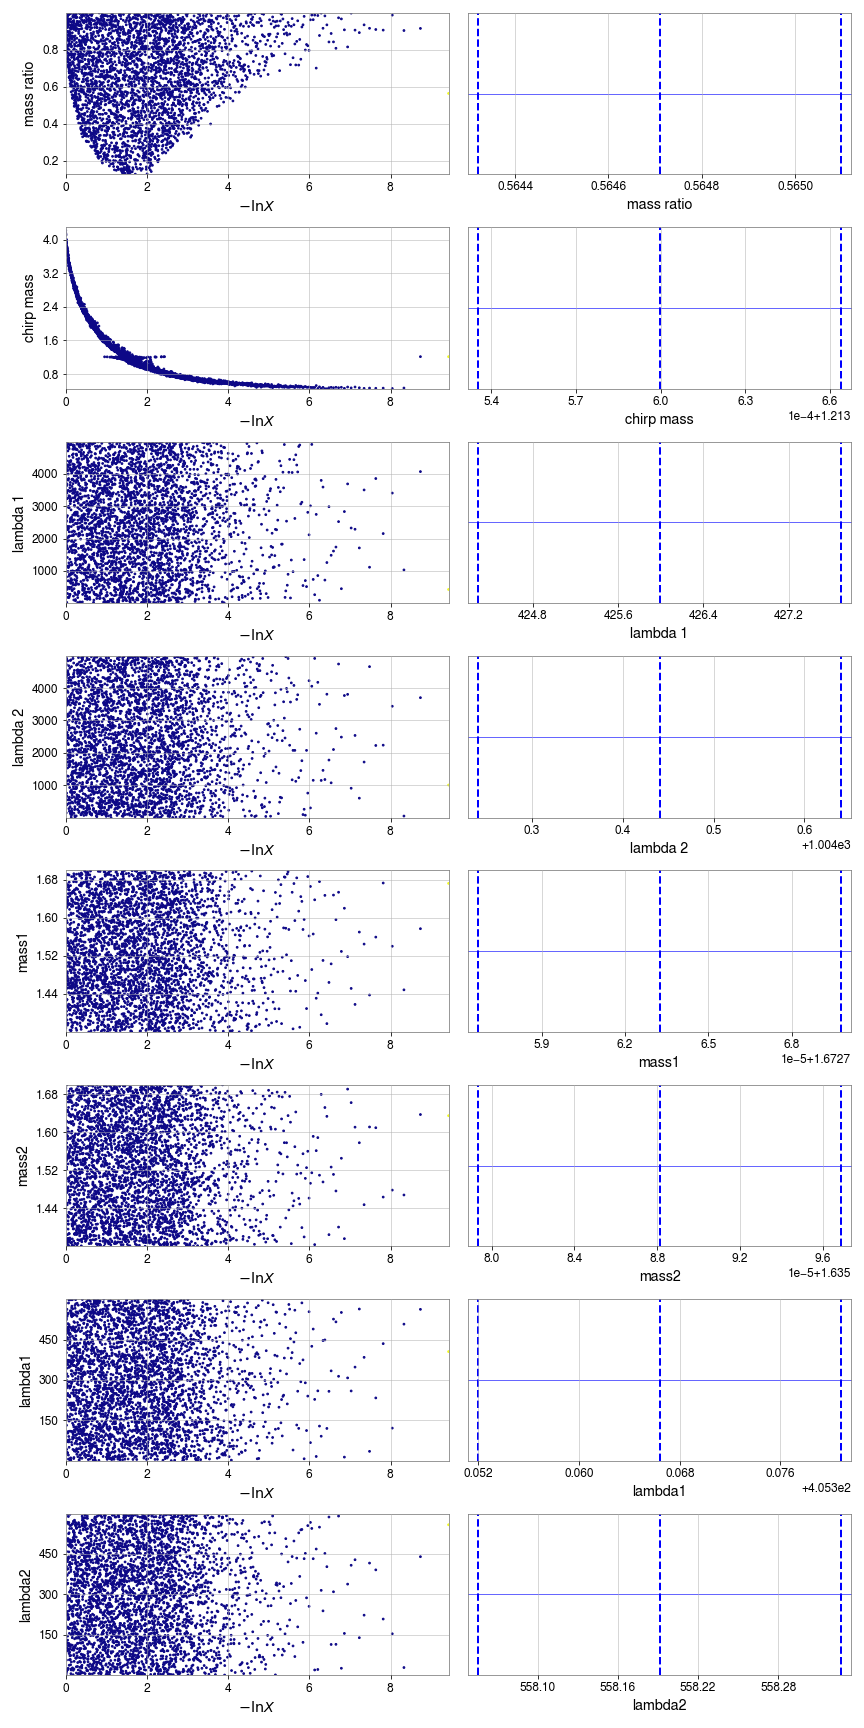 0.8
0.6
0.4
0.2
mass ratio
0 2 4 6 8
−lnX
0.5644 0.5646 0.5648 0.5650
mass ratio
4.0
3.2
2.4
1.6
0.8
chirp mass
0 2 4 6 8
−lnX
5.4 5.7 6.0 6.3 6.6
1e−4+1.213
chirp mass
4000
3000
2000
1000
lambda 1
0 2 4 6 8
−lnX
424.8 425.6 426.4 427.2
lambda 1
4000
3000
2000
1000
lambda 2
0 2 4 6 8
−lnX
0.3 0.4 0.5 0.6
+1.004e3
lambda 2
1.68
1.60
1.52
1.44
mass1
0 2 4 6 8
−lnX
5.9 6.2 6.5 6.8
1e−5+1.6727
mass1
1.68
1.60
1.52
1.44
mass2
0 2 4 6 8
−lnX
8.0 8.4 8.8 9.2 9.6
1e−5+1.635
mass2
450
300
150
lambda1
0 2 4 6 8
−lnX
0.052 0.060 0.068 0.076
+4.053e2
lambda1
450
300
150
lambda2
0 2 4 6 8
−lnX
558.10 558.16 558.22 558.28
lambda2